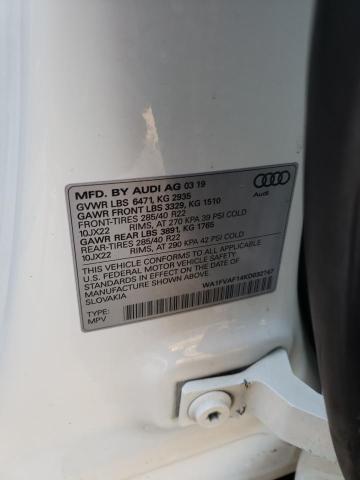 MFD. BY AUDI AG 03 19
GVWR LBS 6471, KG 2935
GAWR FRONT LBS 3329, KG 1510
FRONT-TIRES 285/40 R22
10JX22 RIMS, AT 270 KPA 39 PSI COLD
GAWR REAR LBS 3891, KG 1765
REAR-TIRES 285/40 R22
10JX22 RIMS, AT 290 KPA 42 PSI COLD
THIS VEHICLE CONFORMS TO ALL APPLICABLE
U.S. FEDERAL MOTOR VEHICLE SAFETY
STANDARDS IN EFFECT ON THE DATE OF
MANUFACTURE SHOWN ABOVE.
SLOVAKIA
WA1FVAF14KD032167
TYPE:
MPV
Audi